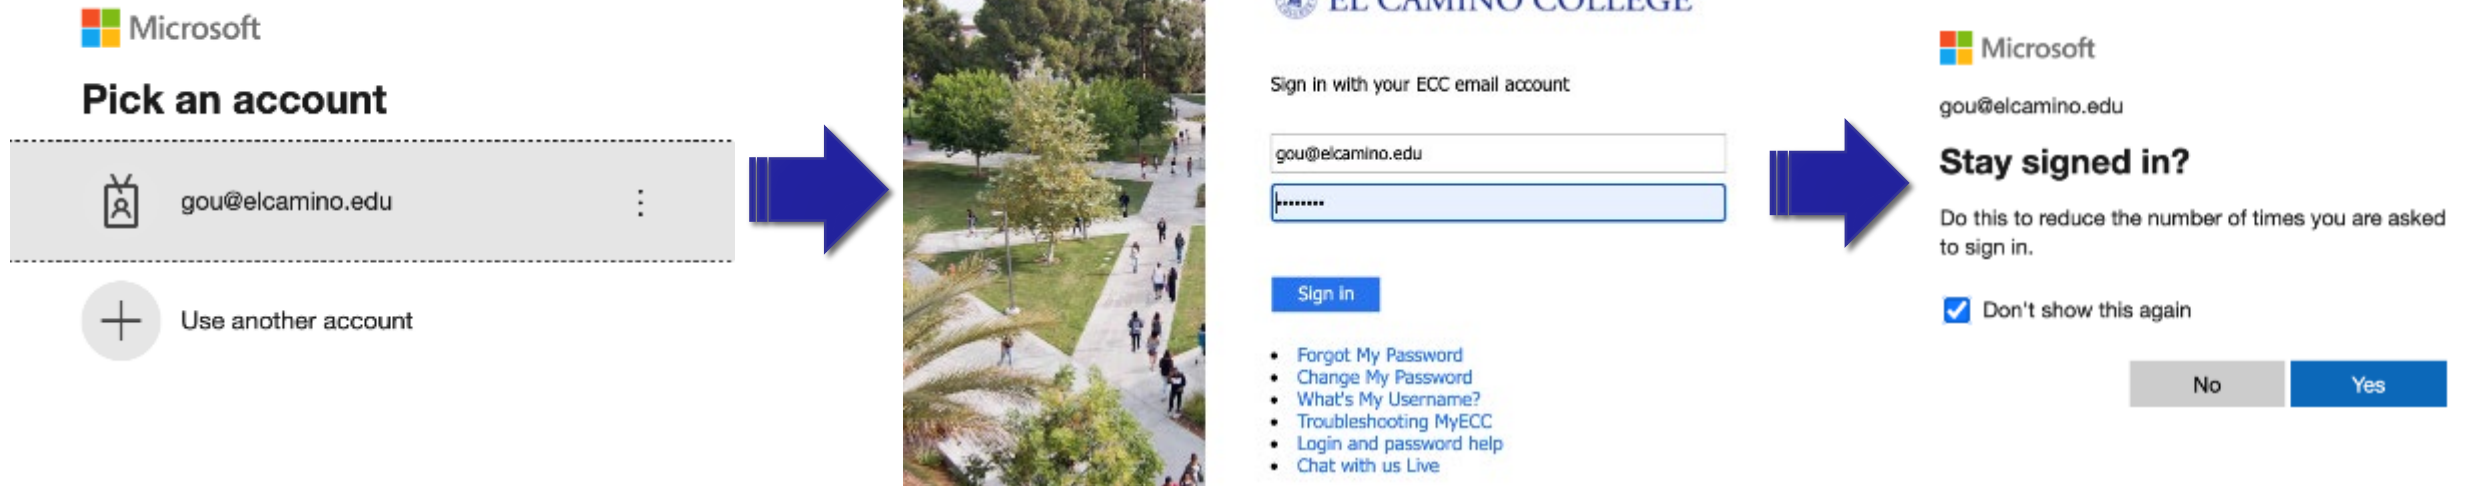 Microsoft
Pick an account
gou@elcamino.edu
Use another account
EL CAMINO COLLEGE
Sign in with your ECC email account
gou@elcamino.edu
Sign in
Forgot My Password
Change My Password
What's My Username?
Troubleshooting MyECC
Login and password help
Chat with us Live
Microsoft
gou@elcamino.edu
Stay signed in?
Do this to reduce the number of times you are asked
to sign in.
Don't show this again
No
Yes